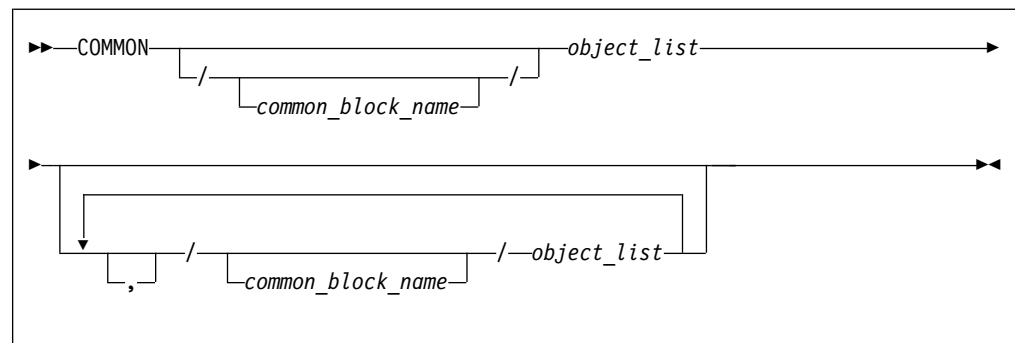 COMMON / common_block_name / object_list
, / common_block_name / object_list